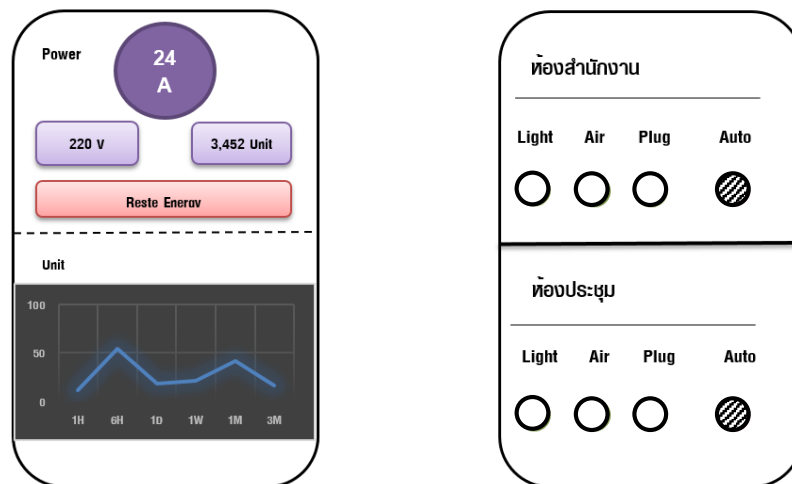 Power
24
A
220 V
3,452 Unit
Reste Energy
Unit
100
50
0
1H 6H 1D 1W 1M 3M
ห้องสำนักงาน
Light Air Plug Auto
ห้องประชุม
Light Air Plug Auto